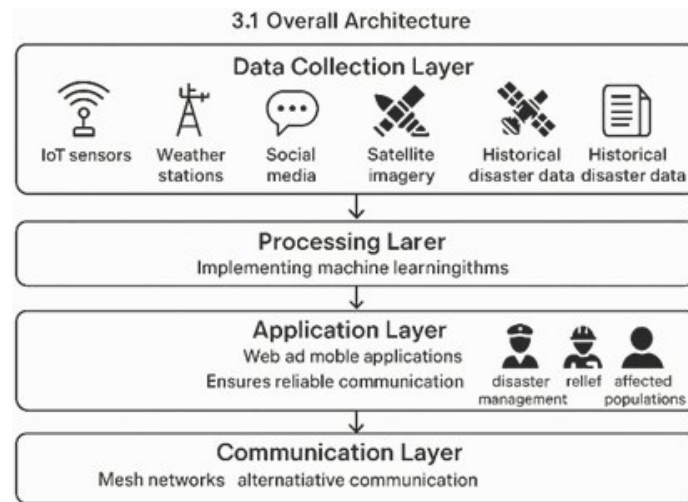 3.1 Overall Architecture
Data Collection Layer
IoT sensors
Weather
stations
Social
media
Satellite
imagery
Historical
disaster data
Historical
disaster data
Processing Larer
Implementing machine learningithms
Application Layer
Web ad moble applications
Ensures reliable communication
disaster
management
rellef
affected
populations
Communication Layer
Mesh networks alternatiative communication